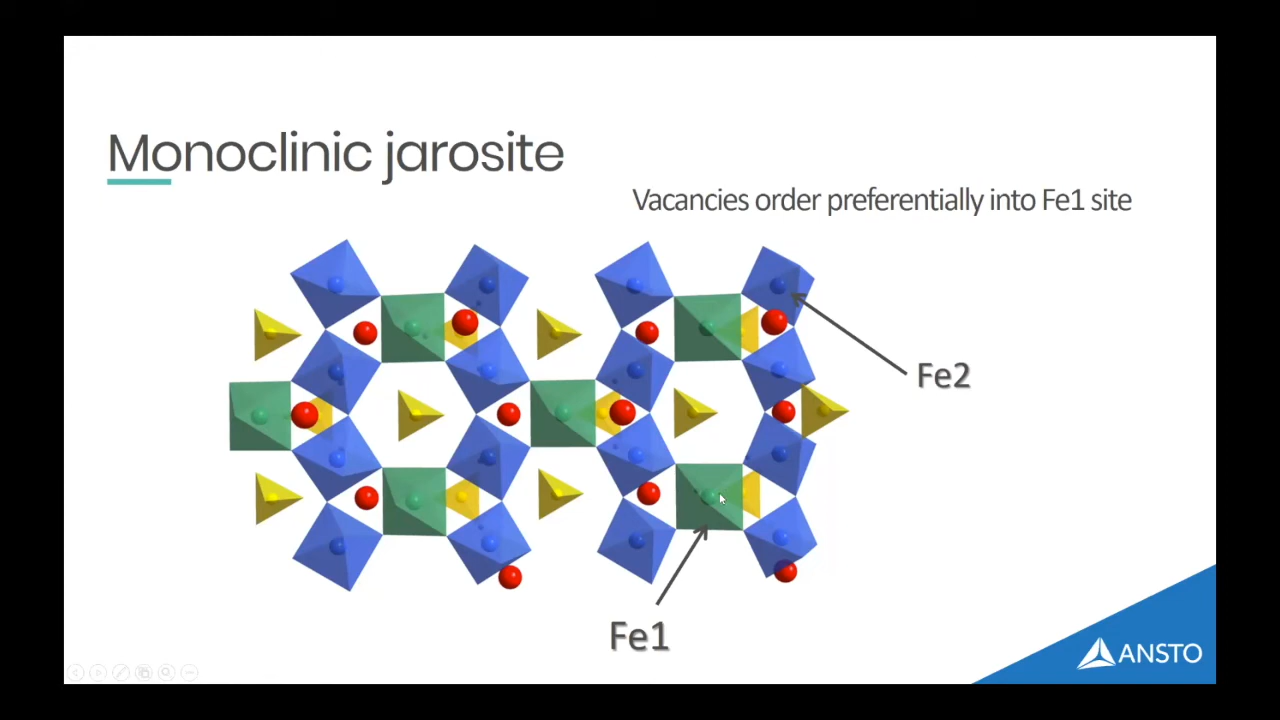 Monoclinic jarosite
Vacancies order preferentially into Fe1 site
Fe2
Fe1
ANSTO